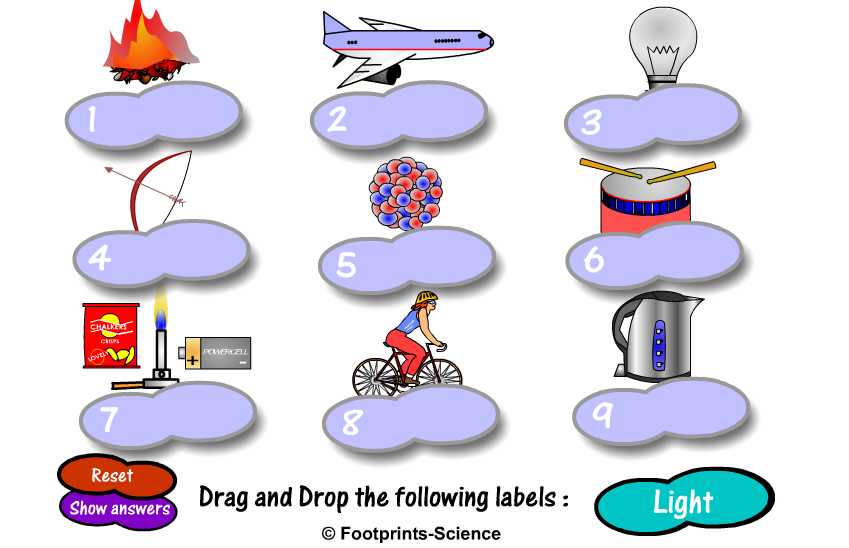 1
2
3
4
5
6
CHALKERS
CRISPS
LOVELY
+ POWERCELL -
7
8
9
Reset
Show answers
Drag and Drop the following labels :
Light
© Footprints-Science